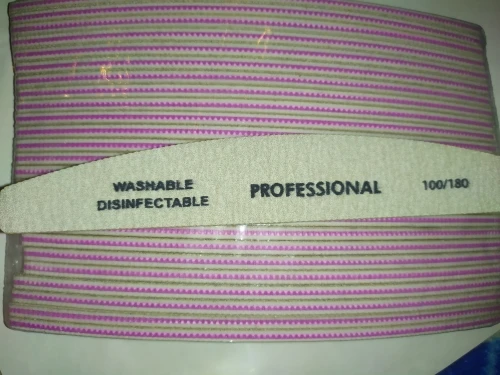 WASHABLE
DISINFECTABLE
PROFESSIONAL
100/180